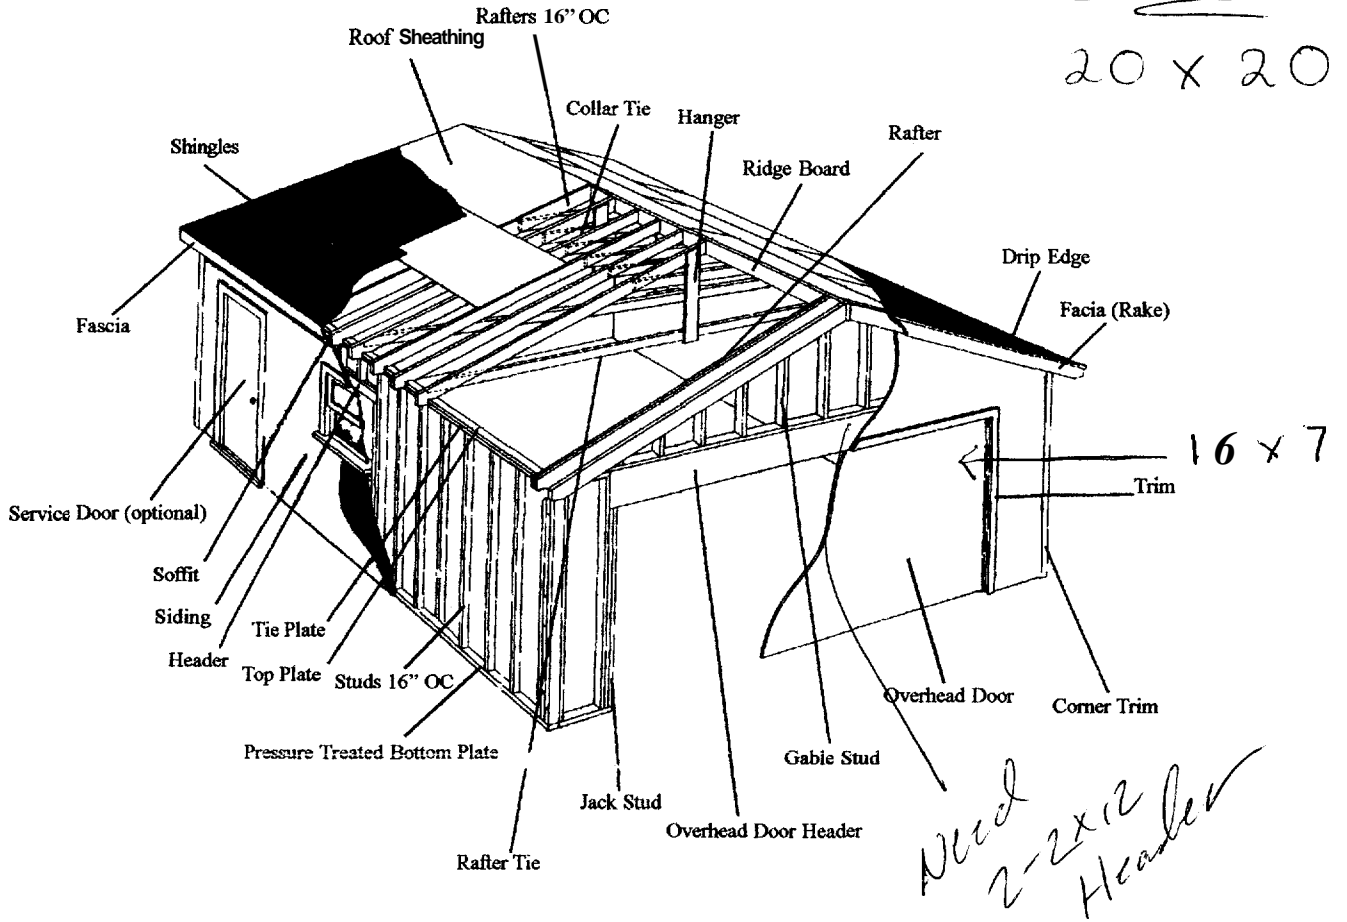 Rafters 16” OC
Roof Sheathing
20 x 20
Collar Tie
Hanger
Rafter
Shingles
Ridge Board
Drip Edge
Facia (Rake)
Fascia
16 x 7
Trim
Service Door (optional)
Soffit
Siding
Tie Plate
Header
Top Plate
Studs 16” OC
Overhead Door
Corner Trim
Pressure Treated Bottom Plate
Gable Stud
Jack Stud
Overhead Door Header
Rafter Tie
Need
2-2x12
Header